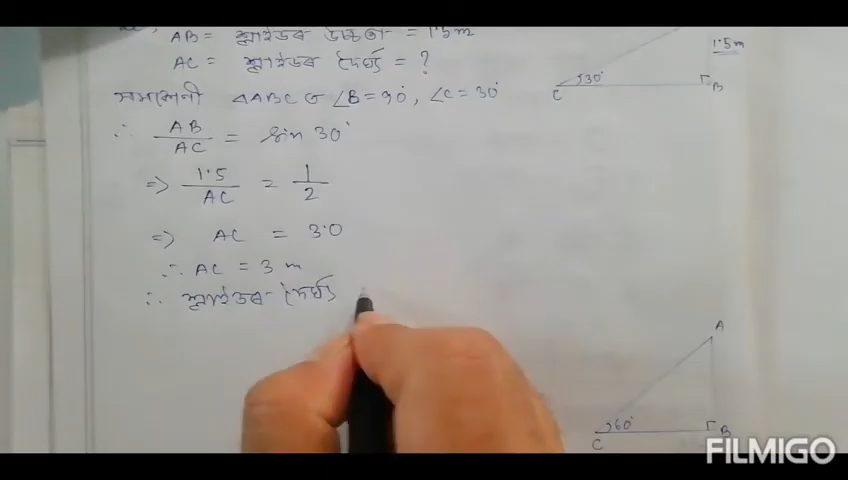 AB = শ্লাইডৰ উচ্চতা = 1.5m
AC = শ্লাইডৰ দৈৰ্ঘ্য = ?
সমকোণী ΔABC ত ∠B = 90°, ∠C = 30°
∴ AB/AC = sin 30°
=> 1.5/AC = 1/2
=> AC = 3.0
∴ AC = 3 m
∴ শ্লাইডৰ দৈৰ্ঘ্য
1.5m
30°
C
B
A
60°
C
B
FILMIGO